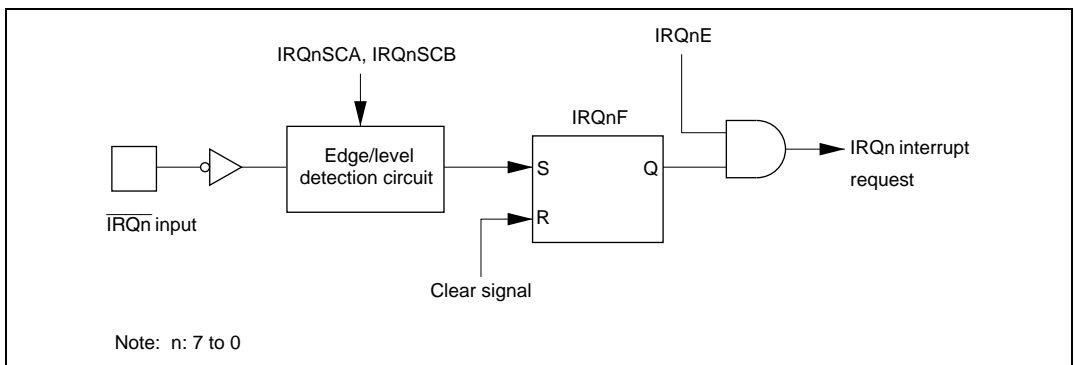 IRQnE
IRQnSCA, IRQnSCB
IRQnF
Edge/level
detection circuit
S
Q
IRQn interrupt
request
R
IRQn input
Clear signal
Note: n: 7 to 0